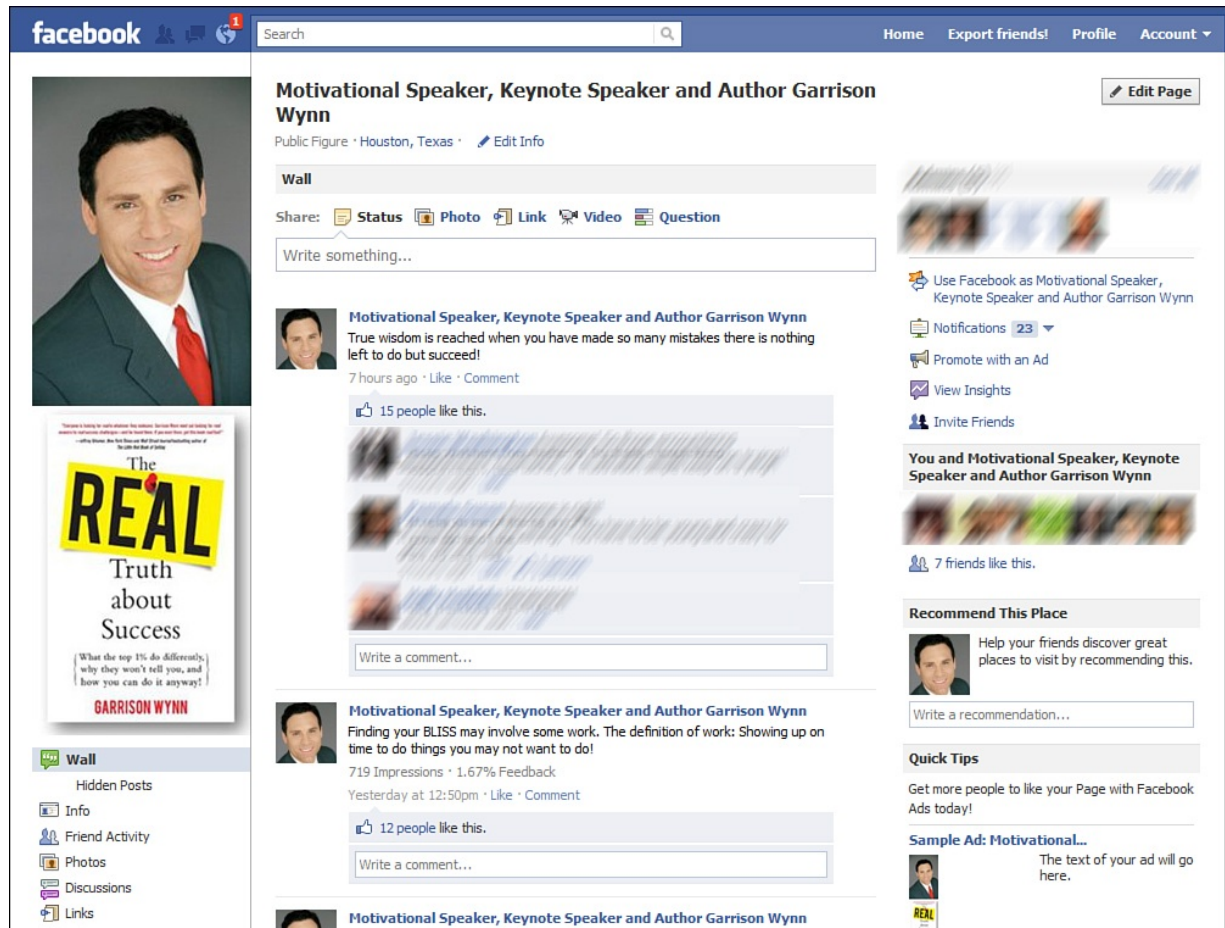 facebook
1
Search
Home Export friends! Profile Account
Motivational Speaker, Keynote Speaker and Author Garrison
Wynn
Public Figure · Houston, Texas · Edit Info
Wall
Share: Status Photo Link Video Question
Write something...
Motivational Speaker, Keynote Speaker and Author Garrison Wynn
True wisdom is reached when you have made so many mistakes there is nothing
left to do but succeed!
7 hours ago · Like · Comment
15 people like this.
Write a comment...
Motivational Speaker, Keynote Speaker and Author Garrison Wynn
Finding your BLISS may involve some work. The definition of work: Showing up on
time to do things you may not want to do!
719 Impressions · 1.67% Feedback
Yesterday at 12:50pm · Like · Comment
12 people like this.
Write a comment...
Motivational Speaker, Keynote Speaker and Author Garrison Wynn
The
REAL
Truth
about
Success
{What the top 1% do differently,
why they won't tell you, and
how you can do it anyway!}
GARRISON WYNN
Wall
Hidden Posts
Info
Friend Activity
Photos
Discussions
Links
Edit Page
Use Facebook as Motivational Speaker,
Keynote Speaker and Author Garrison Wynn
Notifications 23
Promote with an Ad
View Insights
Invite Friends
You and Motivational Speaker, Keynote
Speaker and Author Garrison Wynn
7 friends like this.
Recommend This Place
Help your friends discover great
places to visit by recommending this.
Write a recommendation...
Quick Tips
Get more people to like your Page with Facebook
Ads today!
Sample Ad: Motivational...
The text of your ad will go
here.
REAL